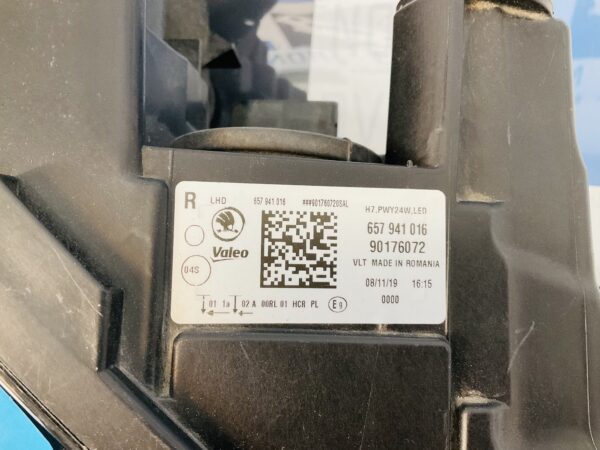 R LHD 657 941 016 ###9017607205AL H7,PWY24W,LED
657 941 016
90176072
Valeo
VLT MADE IN ROMANIA
04S
08/11/19 16:15
0000
01 1a 02 A 00RL 01 HCR PL E9